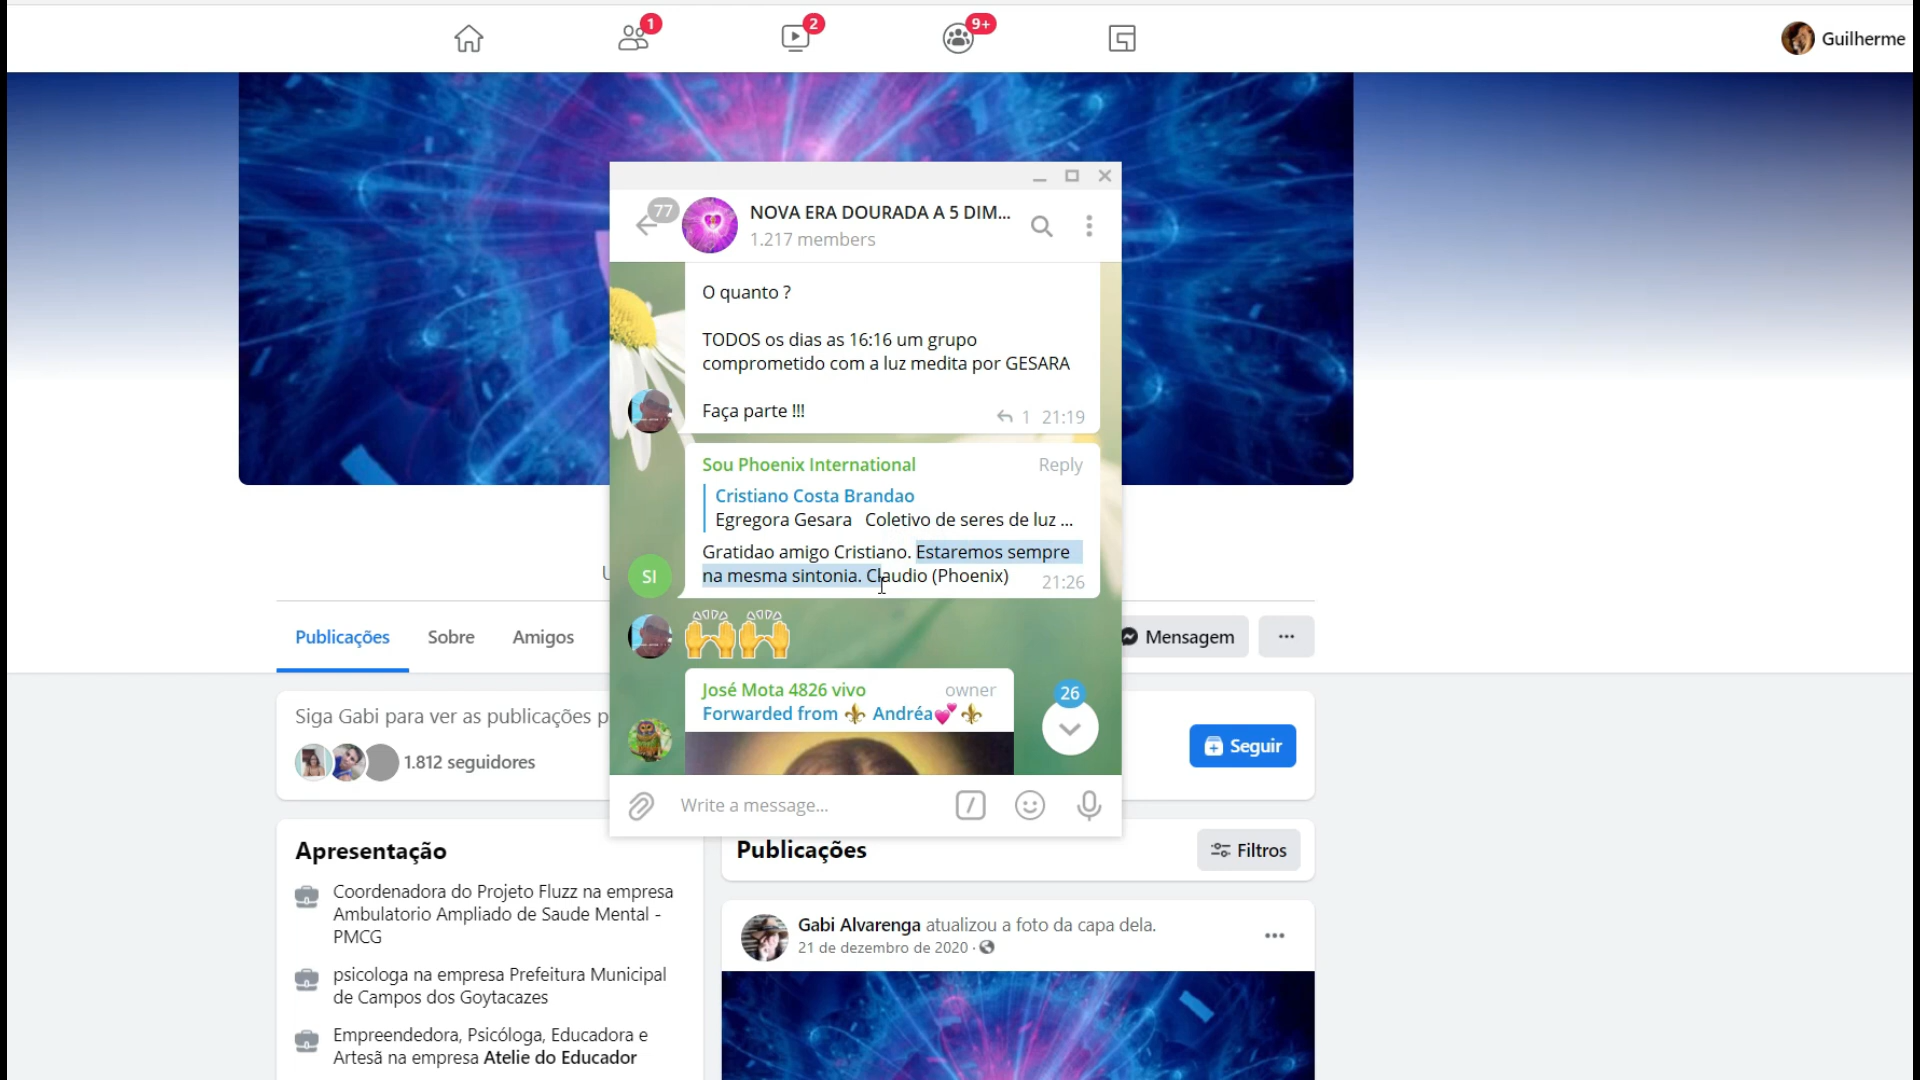 1
2
9+
Guilherme
77
NOVA ERA DOURADA A 5 DIM...
1.217 members
O quanto ?
TODOS os dias as 16:16 um grupo
comprometido com a luz medita por GESARA
Faça parte !!!
1 21:19
Sou Phoenix International
Reply
Cristiano Costa Brandao
Egregora Gesara Coletivo de seres de luz ...
Gratidao amigo Cristiano. Estaremos sempre
na mesma sintonia. Claudio (Phoenix)
21:26
SI
José Mota 4826 vivo
owner
Forwarded from Andréa
26
Write a message...
Publicações
Sobre
Amigos
Mensagem
Siga Gabi para ver as publicações
1.812 seguidores
Seguir
Apresentação
Coordenadora do Projeto Fluzz na empresa
Ambulatorio Ampliado de Saude Mental -
PMCG
psicologa na empresa Prefeitura Municipal
de Campos dos Goytacazes
Empreendedora, Psicóloga, Educadora e
Artesã na empresa Atelie do Educador
Publicações
Filtros
Gabi Alvarenga atualizou a foto da capa dela.
21 de dezembro de 2020 ·